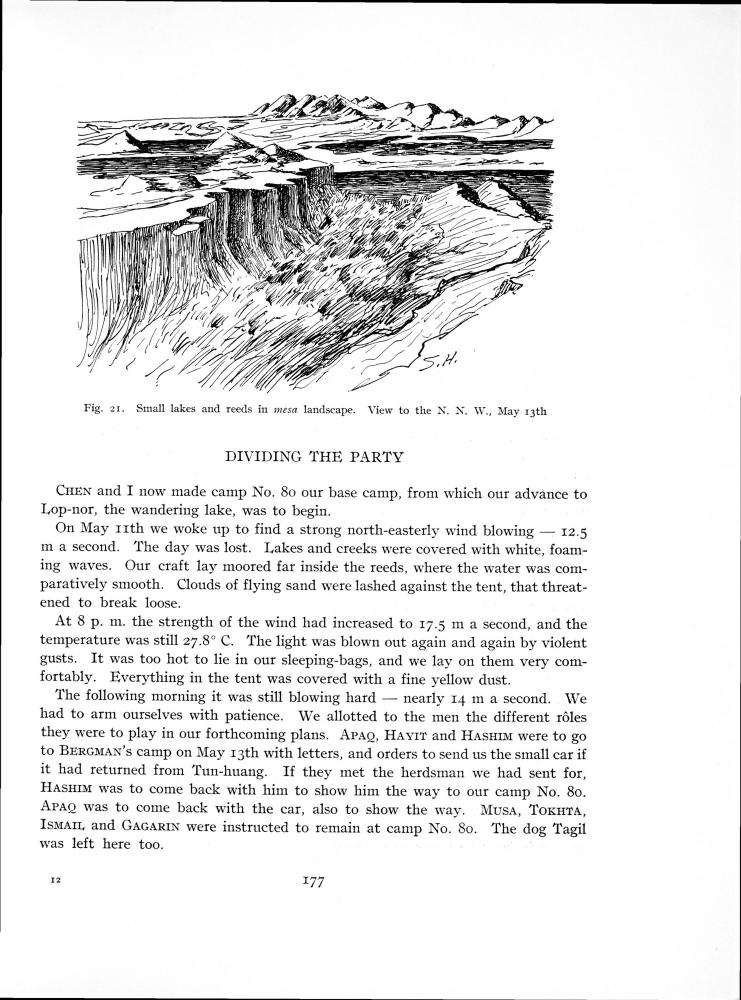 S.H.
Fig. 21. Small lakes and reeds in mesa landscape. View to the N. N. W., May 13th
DIVIDING THE PARTY
CHEN and I now made camp No. 80 our base camp, from which our advance to
Lop-nor, the wandering lake, was to begin.
On May 11th we woke up to find a strong north-easterly wind blowing — 12.5
m a second. The day was lost. Lakes and creeks were covered with white, foam-
ing waves. Our craft lay moored far inside the reeds, where the water was com-
paratively smooth. Clouds of flying sand were lashed against the tent, that threat-
ened to break loose.
At 8 p. m. the strength of the wind had increased to 17.5 m a second, and the
temperature was still 27.8° C. The light was blown out again and again by violent
gusts. It was too hot to lie in our sleeping-bags, and we lay on them very com-
fortably. Everything in the tent was covered with a fine yellow dust.
The following morning it was still blowing hard — nearly 14 m a second. We
had to arm ourselves with patience. We allotted to the men the different rôles
they were to play in our forthcoming plans. APAQ, HAYIT and HASHIM were to go
to BERGMAN's camp on May 13th with letters, and orders to send us the small car if
it had returned from Tun-huang. If they met the herdsman we had sent for,
HASHIM was to come back with him to show him the way to our camp No. 80.
APAQ was to come back with the car, also to show the way. MUSA, TOKHTA,
ISMAIL and GAGARIN were instructed to remain at camp No. 80. The dog Tagil
was left here too.
12
177